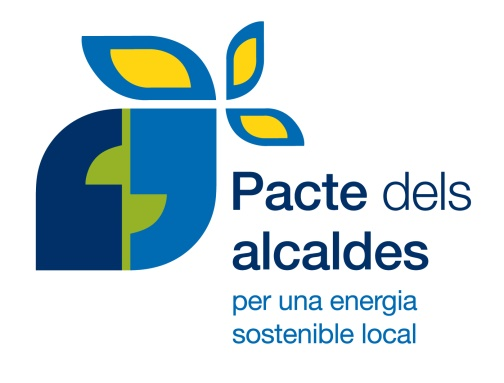 Pacte dels
alcaldes
per una energia
sostenible local